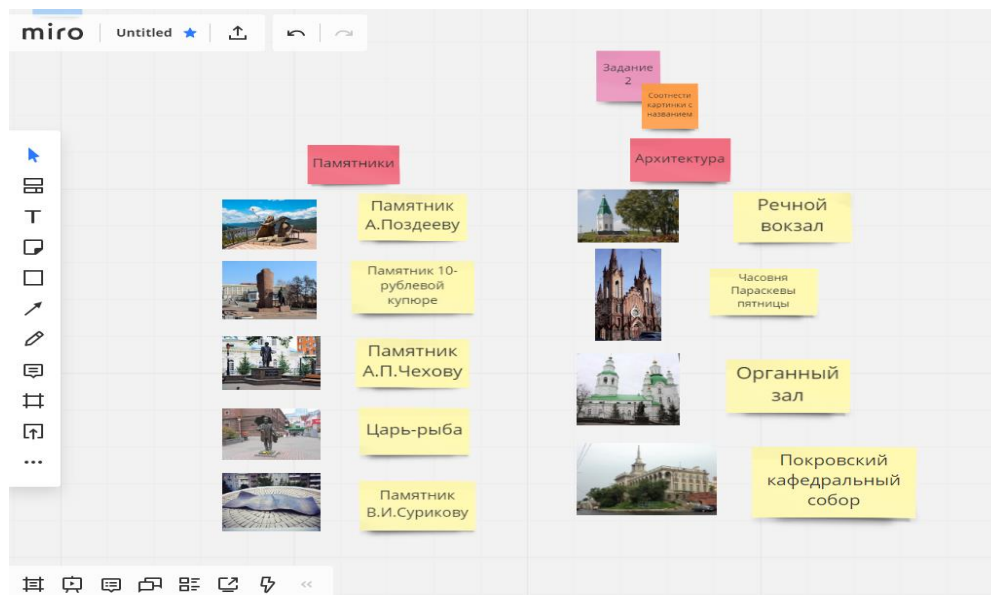 miro
Untitled
Задание
2
Соотнести
картинки с
названием
Памятники
Архитектура
Памятник
А.Поздееву
Памятник 10-
рублевой
купюре
Памятник
А.П.Чехову
Царь-рыба
Памятник
В.И.Сурикову
Речной
вокзал
Часовня
Параскевы
пятницы
Органный
зал
Покровский
кафедральный
собор